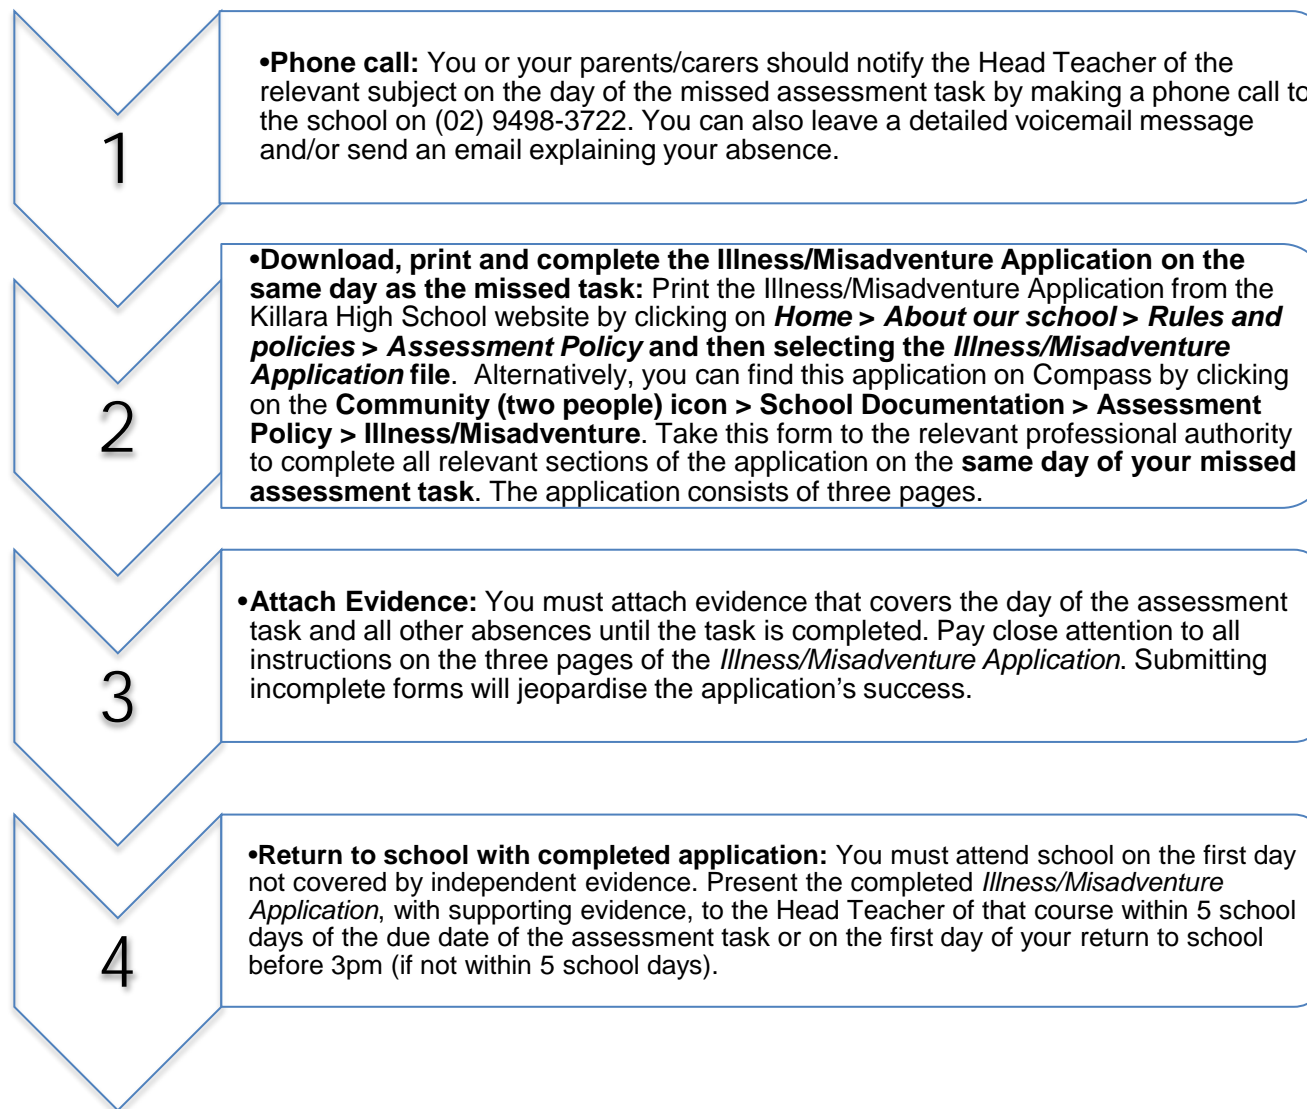 1
•Phone call: You or your parents/carers should notify the Head Teacher of the
relevant subject on the day of the missed assessment task by making a phone call to
the school on (02) 9498-3722. You can also leave a detailed voicemail message
and/or send an email explaining your absence.
2
•Download, print and complete the Illness/Misadventure Application on the
same day as the missed task: Print the Illness/Misadventure Application from the
Killara High School website by clicking on Home > About our school > Rules and
policies > Assessment Policy and then selecting the Illness/Misadventure
Application file.  Alternatively, you can find this application on Compass by clicking
on the Community (two people) icon > School Documentation > Assessment
Policy > Illness/Misadventure. Take this form to the relevant professional authority
to complete all relevant sections of the application on the same day of your missed
assessment task. The application consists of three pages.
3
•Attach Evidence: You must attach evidence that covers the day of the assessment
task and all other absences until the task is completed. Pay close attention to all
instructions on the three pages of the Illness/Misadventure Application. Submitting
incomplete forms will jeopardise the application’s success.
4
•Return to school with completed application: You must attend school on the first day
not covered by independent evidence. Present the completed Illness/Misadventure
Application, with supporting evidence, to the Head Teacher of that course within 5 school
days of the due date of the assessment task or on the first day of your return to school
before 3pm (if not within 5 school days).